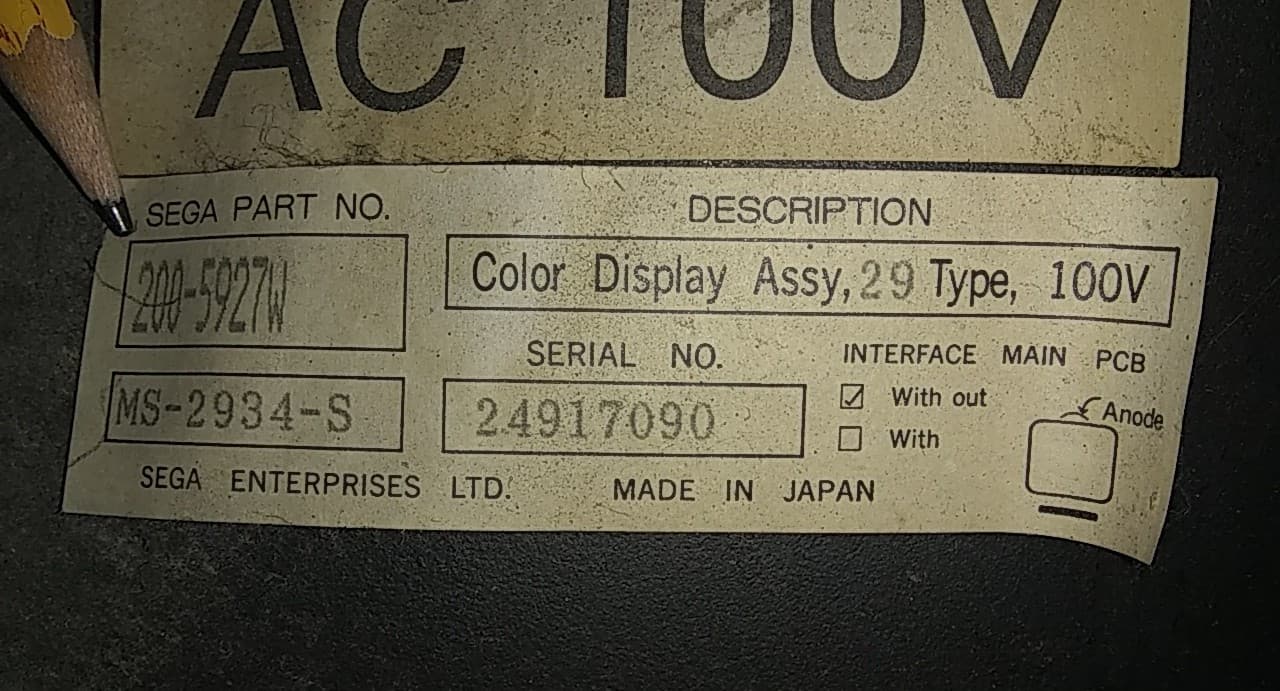 AC 100V
SEGA PART NO. DESCRIPTION
200-5927W Color Display Assy, 29 Type, 100V
SERIAL NO. INTERFACE MAIN PCB
MS-2934-S 24917090 ☑ With out
☐ With
Anode
SEGA ENTERPRISES LTD. MADE IN JAPAN